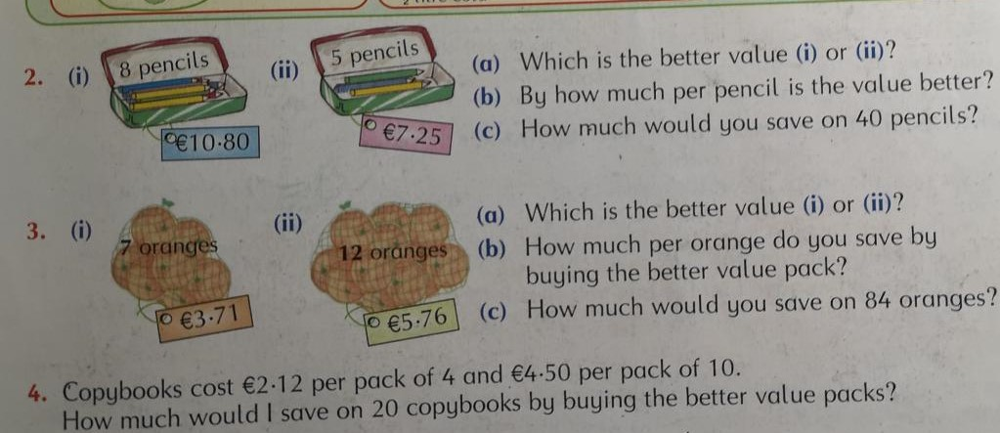 2. (i) 8 pencils €10·80 (ii) 5 pencils €7·25
(a) Which is the better value (i) or (ii)?
(b) By how much per pencil is the value better?
(c) How much would you save on 40 pencils?
3. (i) 7 oranges €3·71 (ii) 12 oranges €5·76
(a) Which is the better value (i) or (ii)?
(b) How much per orange do you save by
buying the better value pack?
(c) How much would you save on 84 oranges?
4. Copybooks cost €2·12 per pack of 4 and €4·50 per pack of 10.
How much would I save on 20 copybooks by buying the better value packs?